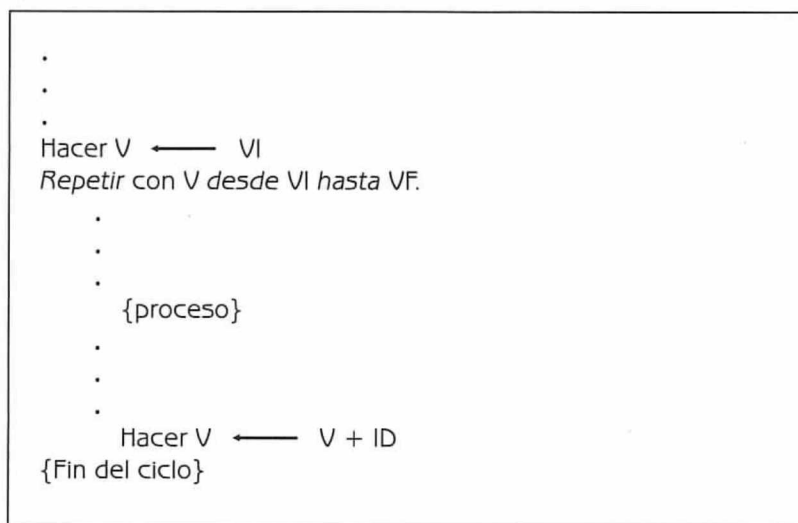 .
.
.
Hacer V ← VI
Repetir con V desde VI hasta VF.
.
.
.
{proceso}
.
.
.
Hacer V ← V + ID
{Fin del ciclo}